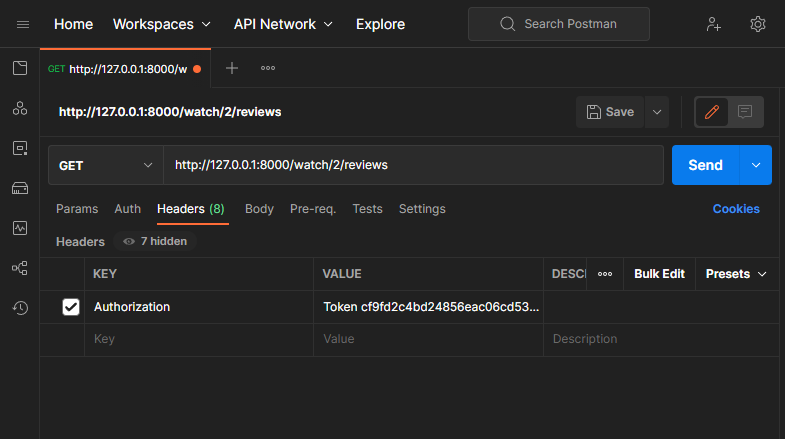 Home Workspaces API Network Explore Search Postman
GET http://127.0.0.1:8000/w
http://127.0.0.1:8000/watch/2/reviews Save
GET http://127.0.0.1:8000/watch/2/reviews Send
Params Auth Headers (8) Body Pre-req. Tests Settings Cookies
Headers 7 hidden
KEY VALUE DESCI Bulk Edit Presets
Authorization Token cf9fd2c4bd24856eac06cd53...
Key Value Description